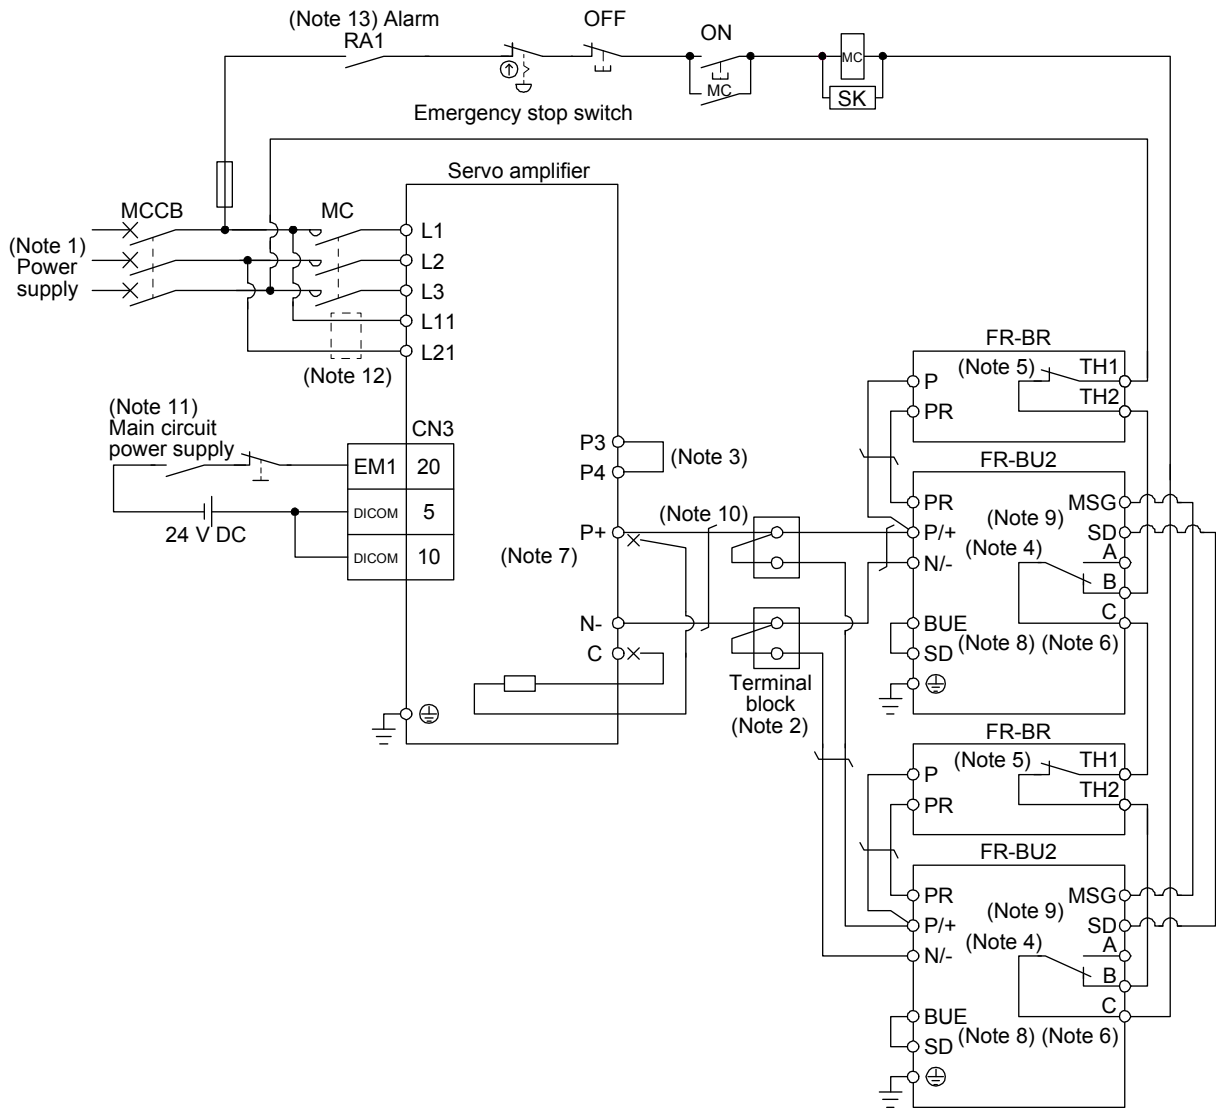 (Note 13) Alarm
RA1
OFF
ON
MC
MC
SK
Emergency stop switch
Servo amplifier
MCCB
MC
(Note 1)
Power
supply
L1
L2
L3
L11
L21
(Note 12)
(Note 11)
Main circuit
power supply
CN3
EM1 20
DICOM 5
DICOM 10
24 V DC
P3
P4
(Note 3)
P+
(Note 7)
(Note 10)
N-
C
Terminal
block
(Note 2)
FR-BR
P
PR
(Note 5)
TH1
TH2
FR-BU2
PR
P/+
N/-
MSG
(Note 9)
SD
(Note 4)
A
B
C
BUE
SD
(Note 8) (Note 6)
FR-BR
P
PR
(Note 5)
TH1
TH2
FR-BU2
PR
P/+
N/-
MSG
(Note 9)
SD
(Note 4)
A
B
C
BUE
SD
(Note 8) (Note 6)